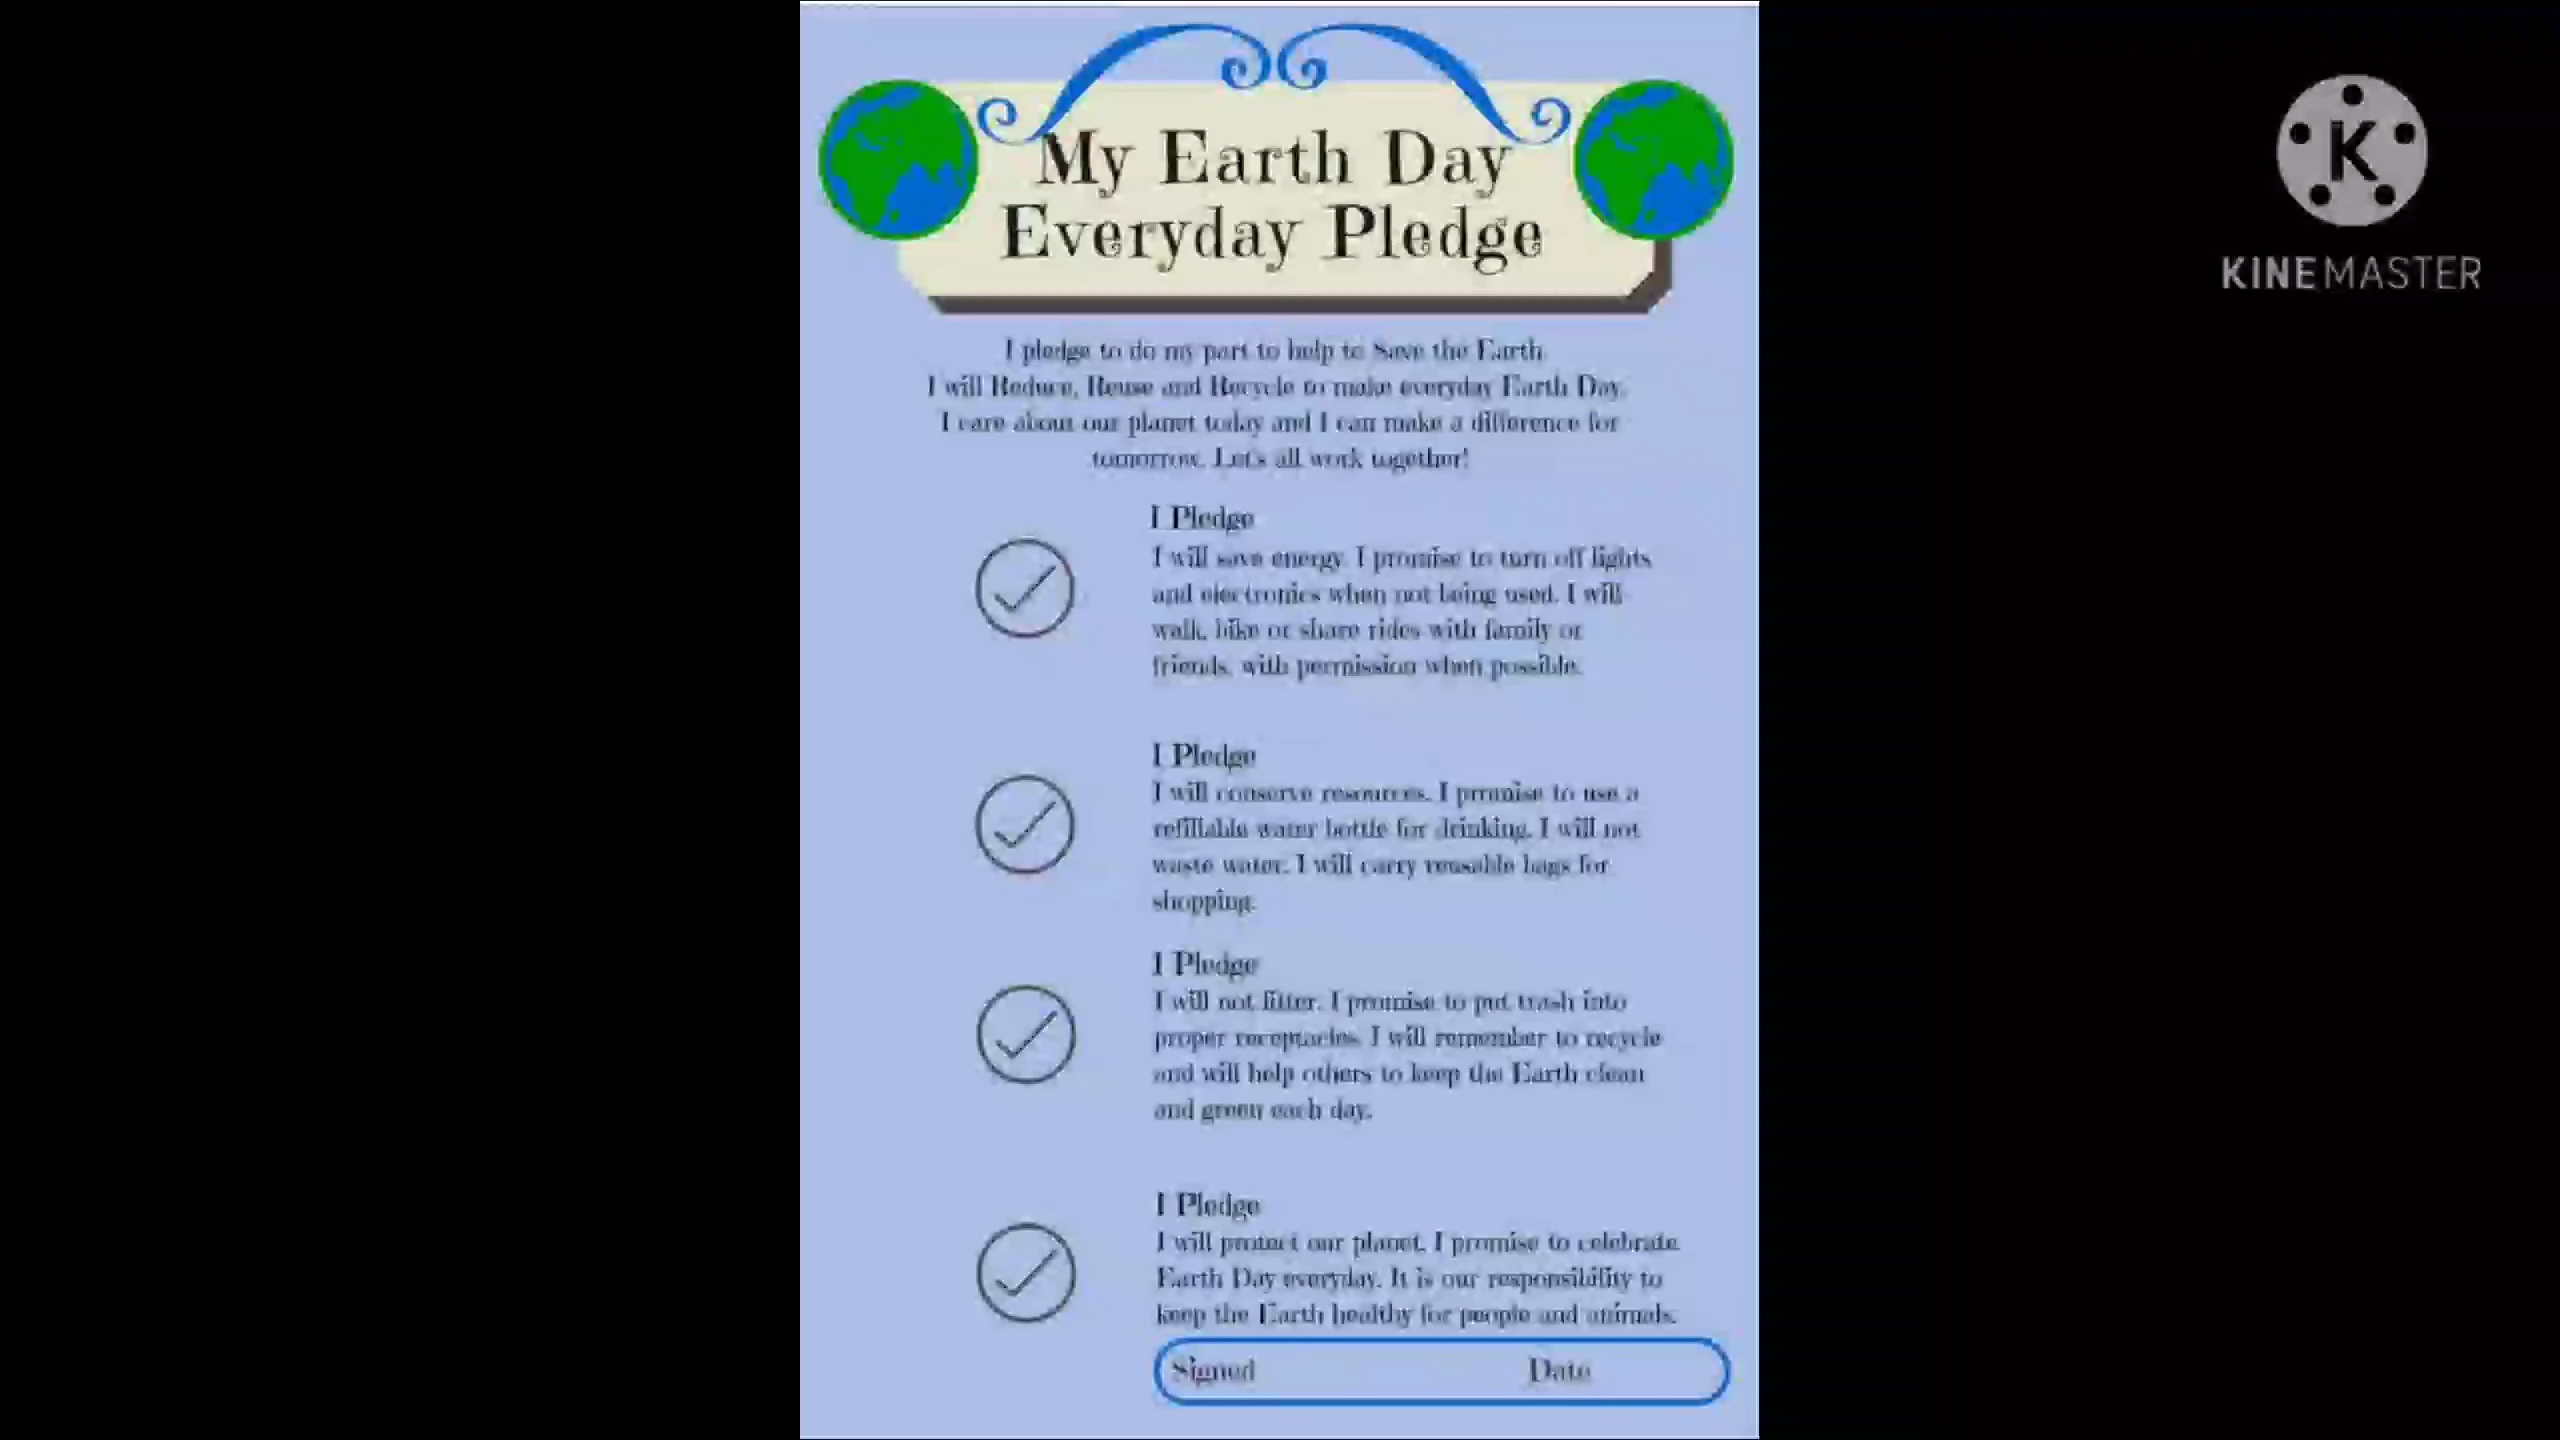 My Earth Day
Everyday Pledge
I pledge to do my part to help to Save the Earth
I will Reduce, Reuse and Recycle to make everyday Earth Day.
I care about our planet today and I can make a difference for
tomorrow. Let's all work together!
I Pledge
I will save energy. I promise to turn off lights
and electronics when not being used. I will
walk, bike or share rides with family or
friends, with permission when possible.
I Pledge
I will conserve resources. I promise to use a
refillable water bottle for drinking. I will not
waste water. I will carry reusable bags for
shopping.
I Pledge
I will not litter. I promise to put trash into
proper receptacles. I will remember to recycle
and will help others to keep the Earth clean
and green each day.
I Pledge
I will protect our planet. I promise to celebrate
Earth Day everyday. It is our responsibility to
keep the Earth healthy for people and animals.
Signed Date
K
KINEMASTER